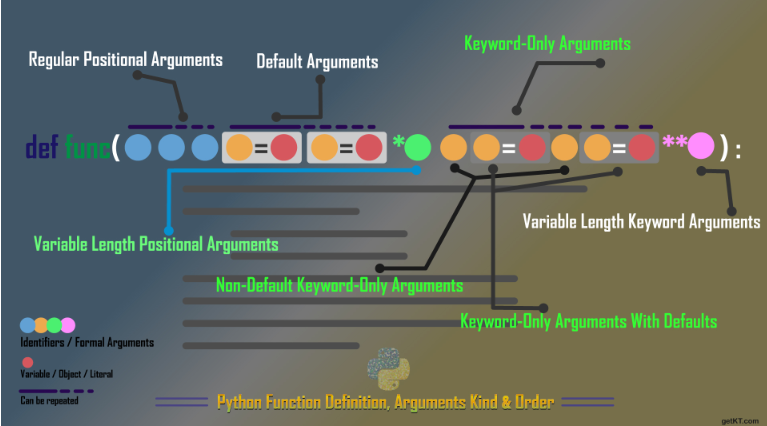 Keyword-Only Arguments
Regular Positional Arguments
Default Arguments
def func( = = * = = ** ) :
Variable Length Keyword Arguments
Variable Length Positional Arguments
Non-Default Keyword-Only Arguments
Keyword-Only Arguments With Defaults
Identifiers / Formal Arguments
Variable / Object / Literal
Can be repeated
Python Function Definition, Arguments Kind & Order
getKT.com